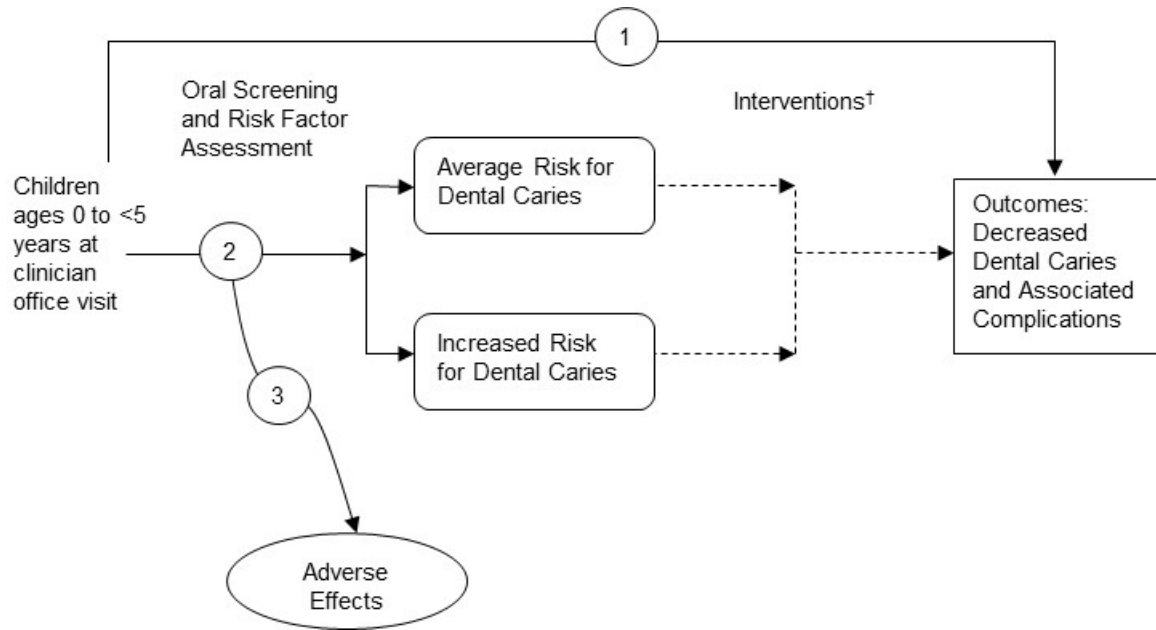 1
Oral Screening
and Risk Factor
Assessment
Interventions†
Children
ages 0 to <5
years at
clinician
office visit
2
Average Risk for
Dental Caries
Increased Risk
for Dental Caries
Outcomes:
Decreased
Dental Caries
and Associated
Complications
3
Adverse
Effects